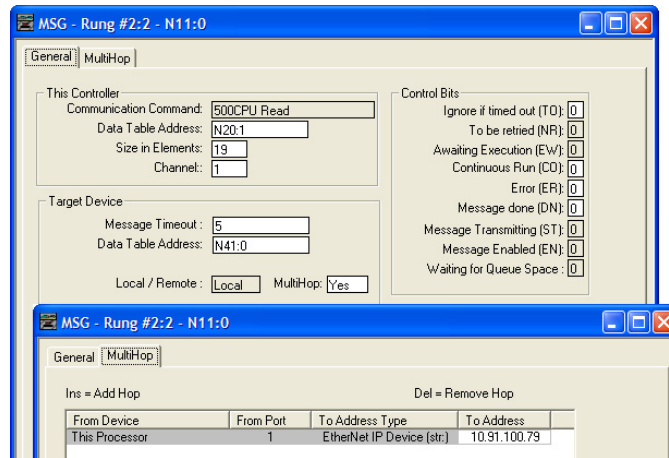 MSG - Rung #2:2 - N11:0
General MultiHop
This Controller
Communication Command: 500CPU Read
Data Table Address: N20:1
Size in Elements: 19
Channel:: 1
Target Device
Message Timeout : 5
Data Table Address: N41:0
Local / Remote : Local MultiHop: Yes
Control Bits
Ignore if timed out (TO): 0
To be retried (NR): 0
Awaiting Execution (EW): 0
Continuous Run (CO): 0
Error (ER): 0
Message done (DN): 0
Message Transmitting (ST): 0
Message Enabled (EN): 0
Waiting for Queue Space : 0
MSG - Rung #2:2 - N11:0
General MultiHop
Ins = Add Hop Del = Remove Hop
From Device From Port To Address Type To Address
This Processor 1 EtherNet IP Device (str:) 10.91.100.79